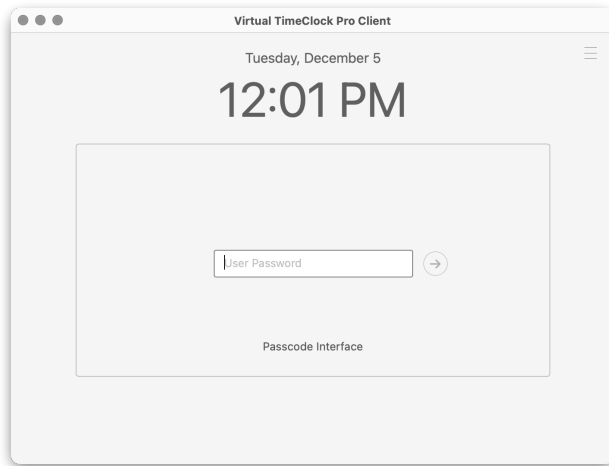 Virtual TimeClock Pro Client
Tuesday, December 5
12:01 PM
User Password
Passcode Interface